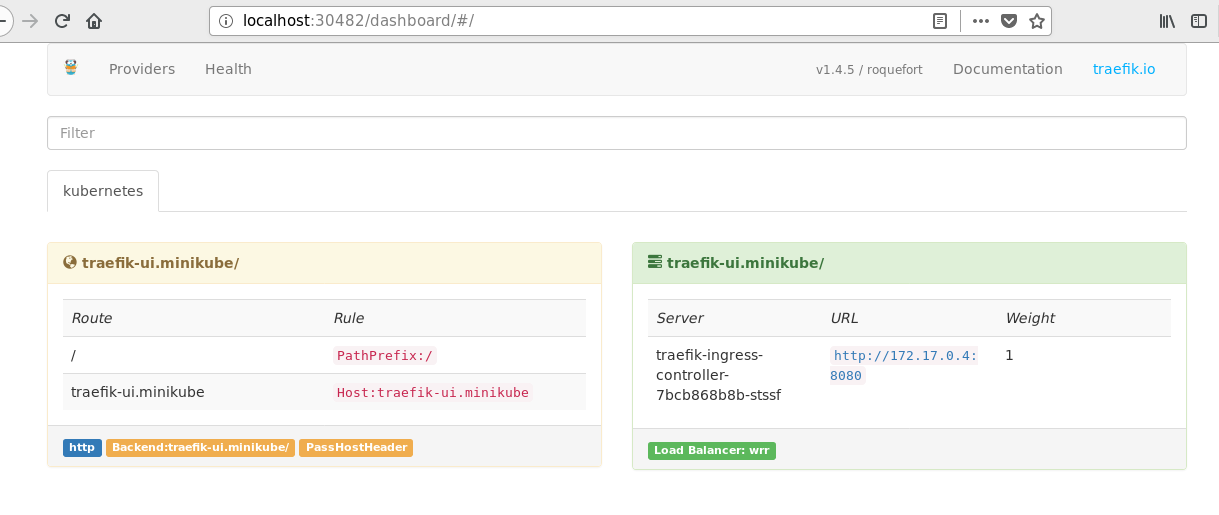 localhost:30482/dashboard/#/
Providers Health v1.4.5 / roquefort Documentation traefik.io
Filter
kubernetes
traefik-ui.minikube/
Route Rule
/ PathPrefix:/
traefik-ui.minikube Host:traefik-ui.minikube
http Backend:traefik-ui.minikube/ PassHostHeader
traefik-ui.minikube/
Server URL Weight
traefik-ingress- http://172.17.0.4: 1
controller- 8080
7bcb868b8b-stssf
Load Balancer: wrr